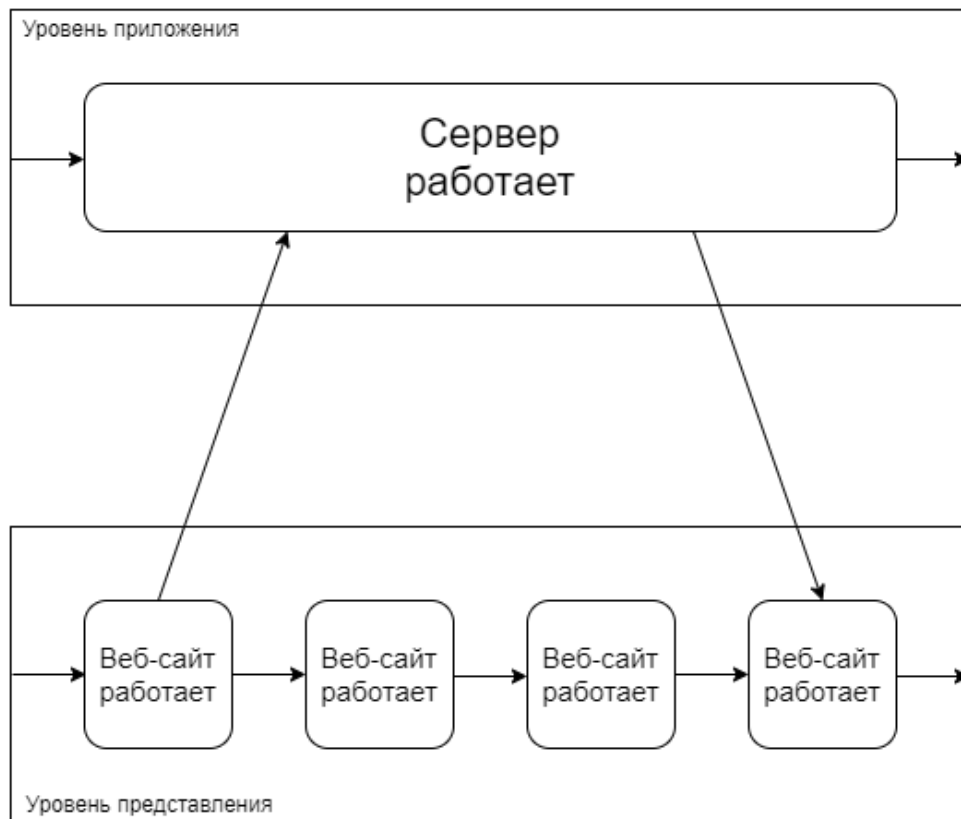 Уровень приложения
Сервер
работает
Веб-сайт
работает
Веб-сайт
работает
Веб-сайт
работает
Веб-сайт
работает
Уровень представления